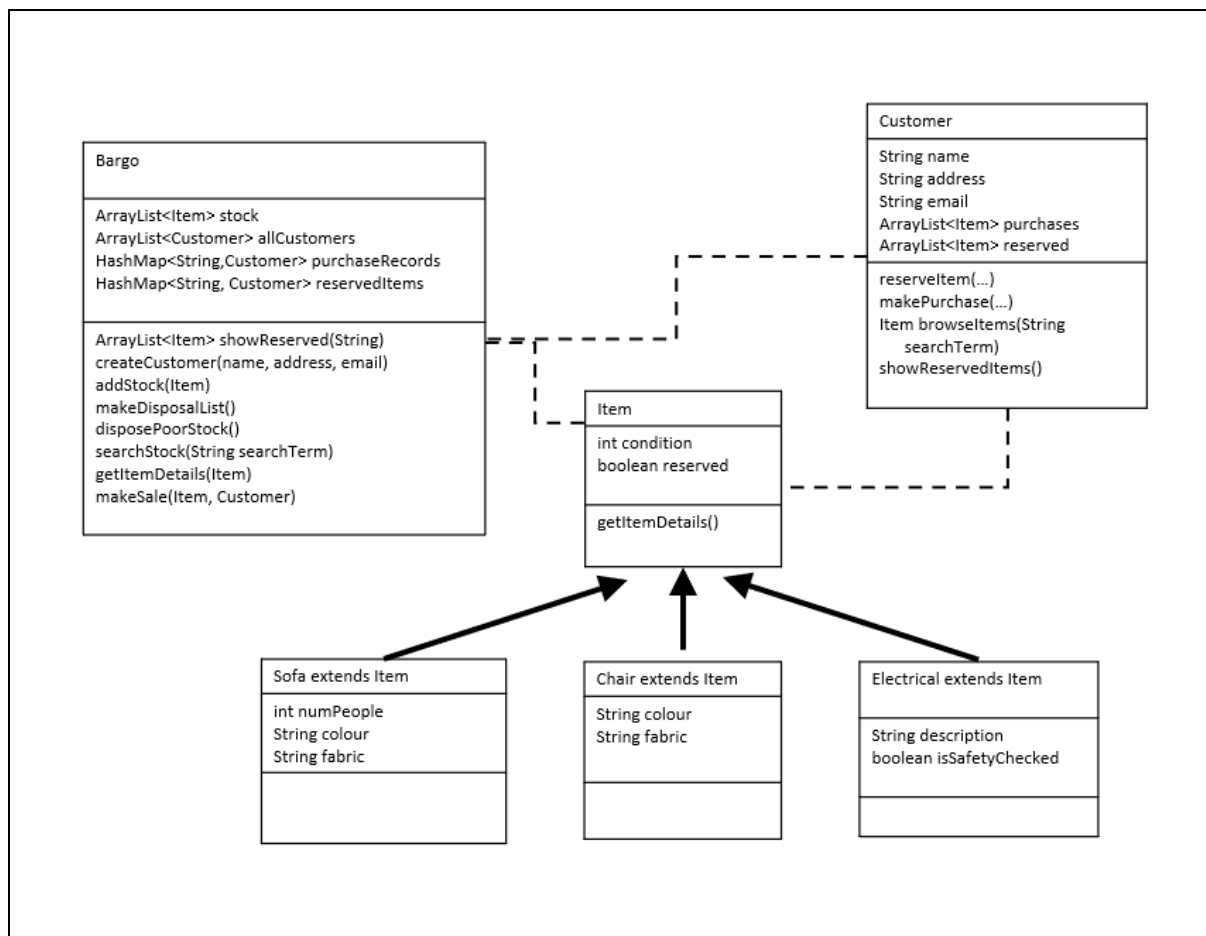 Bargo
ArrayList<Item> stock
ArrayList<Customer> allCustomers
HashMap<String,Customer> purchaseRecords
HashMap<String, Customer> reservedItems
ArrayList<Item> showReserved(String)
createCustomer(name, address, email)
addStock(Item)
makeDisposalList()
disposePoorStock()
searchStock(String searchTerm)
getItemDetails(Item)
makeSale(Item, Customer)
Customer
String name
String address
String email
ArrayList<Item> purchases
ArrayList<Item> reserved
reserveItem(…)
makePurchase(…)
Item browseItems(String
searchTerm)
showReservedItems()
Item
int condition
boolean reserved
getItemDetails()
Sofa extends Item
int numPeople
String colour
String fabric
Chair extends Item
String colour
String fabric
Electrical extends Item
String description
boolean isSafetyChecked